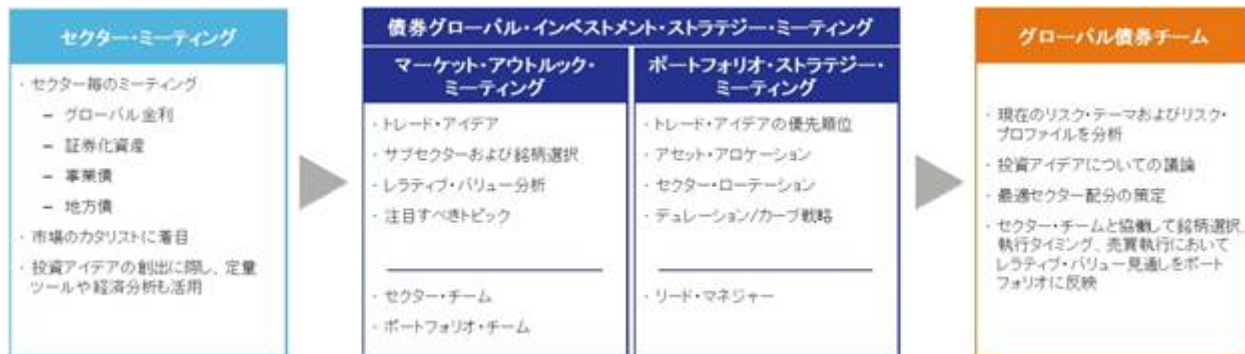 セクター・ミーティング
・セクター毎のミーティング
− グローバル金利
− 証券化資産
− 事業債
− 地方債
・市場のカタリストに着目
・投資アイデアの創出に際し、定量
ツールや経済分析も活用
債券グローバル・インベストメント・ストラテジー・ミーティング
マーケット・アウトルック・
ミーティング
・トレード・アイデア
・サブセクターおよび銘柄選択
・レラティブ・バリュー分析
・注目すべきトピック
・セクター・チーム
・ポートフォリオ・チーム
ポートフォリオ・ストラテジー・
ミーティング
・トレード・アイデアの優先順位
・アセット・アロケーション
・セクター・ローテーション
・デュレーション/カーブ戦略
・リード・マネジャー
グローバル債券チーム
・現在のリスク・テーマおよびリスク・
プロファイルを分析
・投資アイデアについての議論
・最適セクター配分の策定
・セクター・チームと協働して銘柄選択、
執行タイミング、売買執行において
レラティブ・バリュー見通しをポート
フォリオに反映